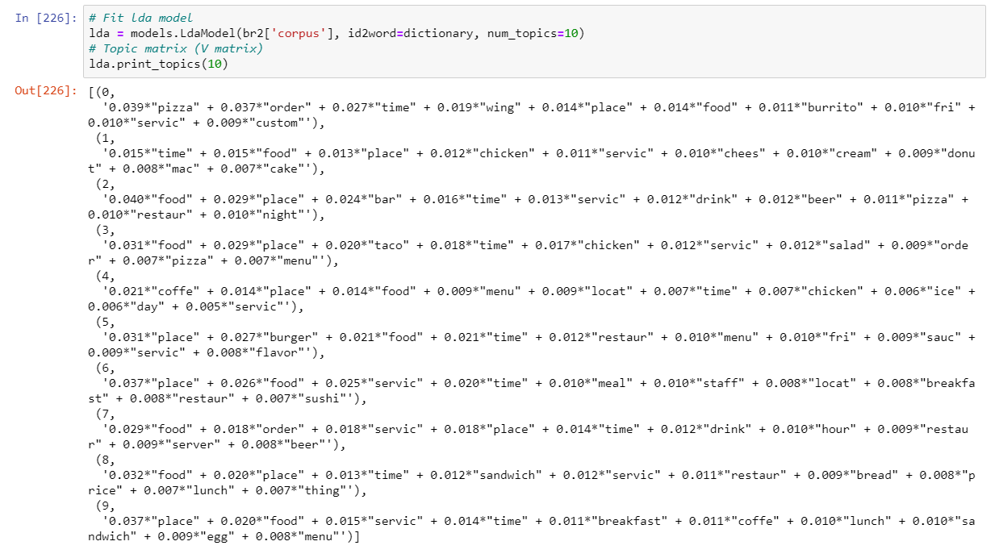 In [226]: # Fit lda model
lda = models.LdaModel(br2['corpus'], id2word=dictionary, num_topics=10)
# Topic matrix (V matrix)
lda.print_topics(10)
Out[226]: [(0,
'0.039*"pizza" + 0.037*"order" + 0.027*"time" + 0.019*"wing" + 0.014*"place" + 0.014*"food" + 0.011*"burrito" + 0.010*"fri" +
0.010*"servic" + 0.009*"custom"'),
(1,
'0.015*"time" + 0.015*"food" + 0.013*"place" + 0.012*"chicken" + 0.011*"servic" + 0.010*"chees" + 0.010*"cream" + 0.009*"donu
t" + 0.008*"mac" + 0.007*"cake"'),
(2,
'0.040*"food" + 0.029*"place" + 0.024*"bar" + 0.016*"time" + 0.013*"servic" + 0.012*"drink" + 0.012*"beer" + 0.011*"pizza" +
0.010*"restaur" + 0.010*"night"'),
(3,
'0.031*"food" + 0.029*"place" + 0.020*"taco" + 0.018*"time" + 0.017*"chicken" + 0.012*"servic" + 0.012*"salad" + 0.009*"orde
r" + 0.007*"pizza" + 0.007*"menu"'),
(4,
'0.021*"coffe" + 0.014*"place" + 0.014*"food" + 0.009*"menu" + 0.009*"locat" + 0.007*"time" + 0.007*"chicken" + 0.006*"ice" +
0.006*"day" + 0.005*"servic"'),
(5,
'0.031*"place" + 0.027*"burger" + 0.021*"food" + 0.021*"time" + 0.012*"restaur" + 0.010*"menu" + 0.010*"fri" + 0.009*"sauc" +
0.009*"servic" + 0.008*"flavor"'),
(6,
'0.037*"place" + 0.026*"food" + 0.025*"servic" + 0.020*"time" + 0.010*"meal" + 0.010*"staff" + 0.008*"locat" + 0.008*"breakfa
st" + 0.008*"restaur" + 0.007*"sushi"'),
(7,
'0.029*"food" + 0.018*"order" + 0.018*"servic" + 0.018*"place" + 0.014*"time" + 0.012*"drink" + 0.010*"hour" + 0.009*"restau
r" + 0.009*"server" + 0.008*"beer"'),
(8,
'0.032*"food" + 0.020*"place" + 0.013*"time" + 0.012*"sandwich" + 0.012*"servic" + 0.011*"restaur" + 0.009*"bread" + 0.008*"p
rice" + 0.007*"lunch" + 0.007*"thing"'),
(9,
'0.037*"place" + 0.020*"food" + 0.015*"servic" + 0.014*"time" + 0.011*"breakfast" + 0.011*"coffe" + 0.010*"lunch" + 0.010*"sa
ndwich" + 0.009*"egg" + 0.008*"menu"')]